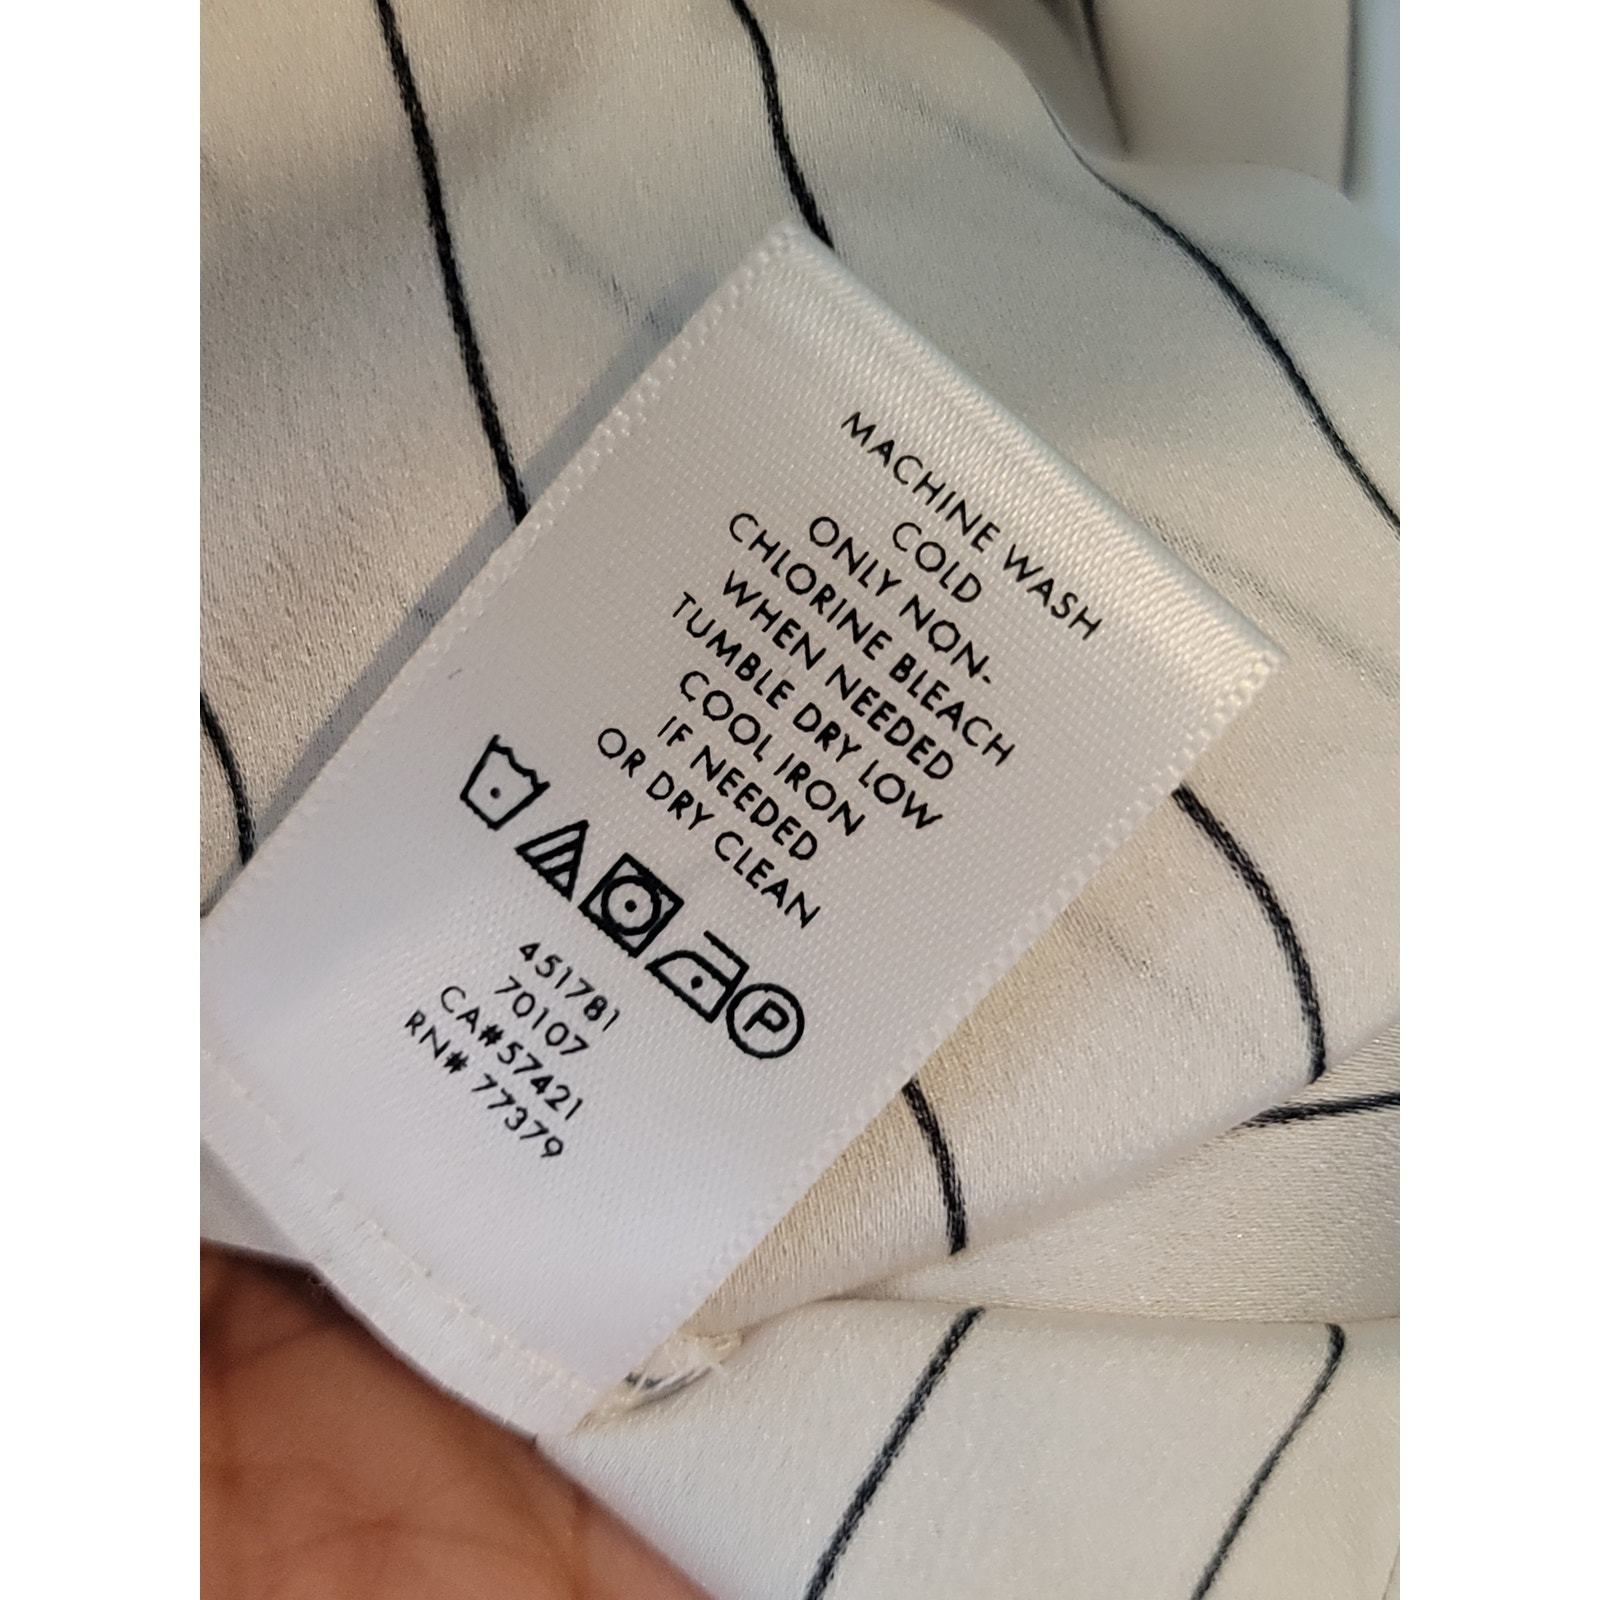 MACHINE WASH
COLD
ONLY NON-
CHLORINE BLEACH
WHEN NEEDED
TUMBLE DRY LOW
COOL IRON
IF NEEDED
OR DRY CLEAN
P
451781
70107
CA#57421
RN# 77379